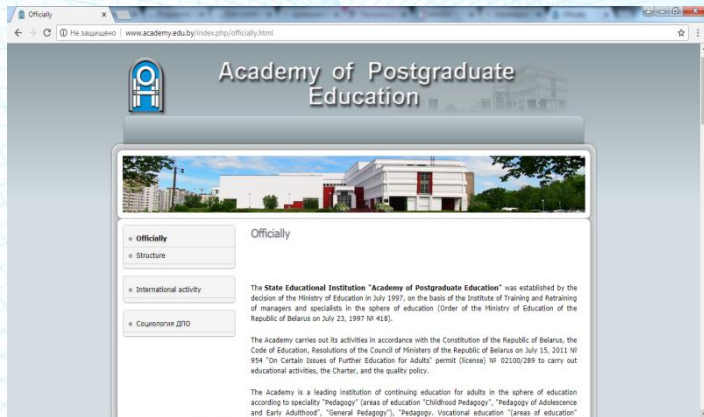 Officially
Не защищено | www.academy.edu.by/index.php/officially.html
Academy of Postgraduate
Education
Officially
Structure
International activity
Социология ДПО
Officially
The State Educational Institution "Academy of Postgraduate Education" was established by the
decision of the Ministry of Education in July 1997, on the basis of the Institute of Training and Retraining
of managers and specialists in the sphere of education (Order of the Ministry of Education of the
Republic of Belarus on July 23, 1997 № 418).
The Academy carries out its activities in accordance with the Constitution of the Republic of Belarus, the
Code of Education, Resolutions of the Council of Ministers of the Republic of Belarus on July 15, 2011 №
954 "On Certain Issues of Further Education for Adults" permit (license) № 02100/289 to carry out
educational activities, the Charter, and the quality policy.
The Academy is a leading institution of continuing education for adults in the sphere of education
according to speciality "Pedagogy" (areas of education "Childhood Pedagogy", "Pedagogy of Adolescence
and Early Adulthood", "General Pedagogy"), "Pedagogy. Vocational education "(areas of education"